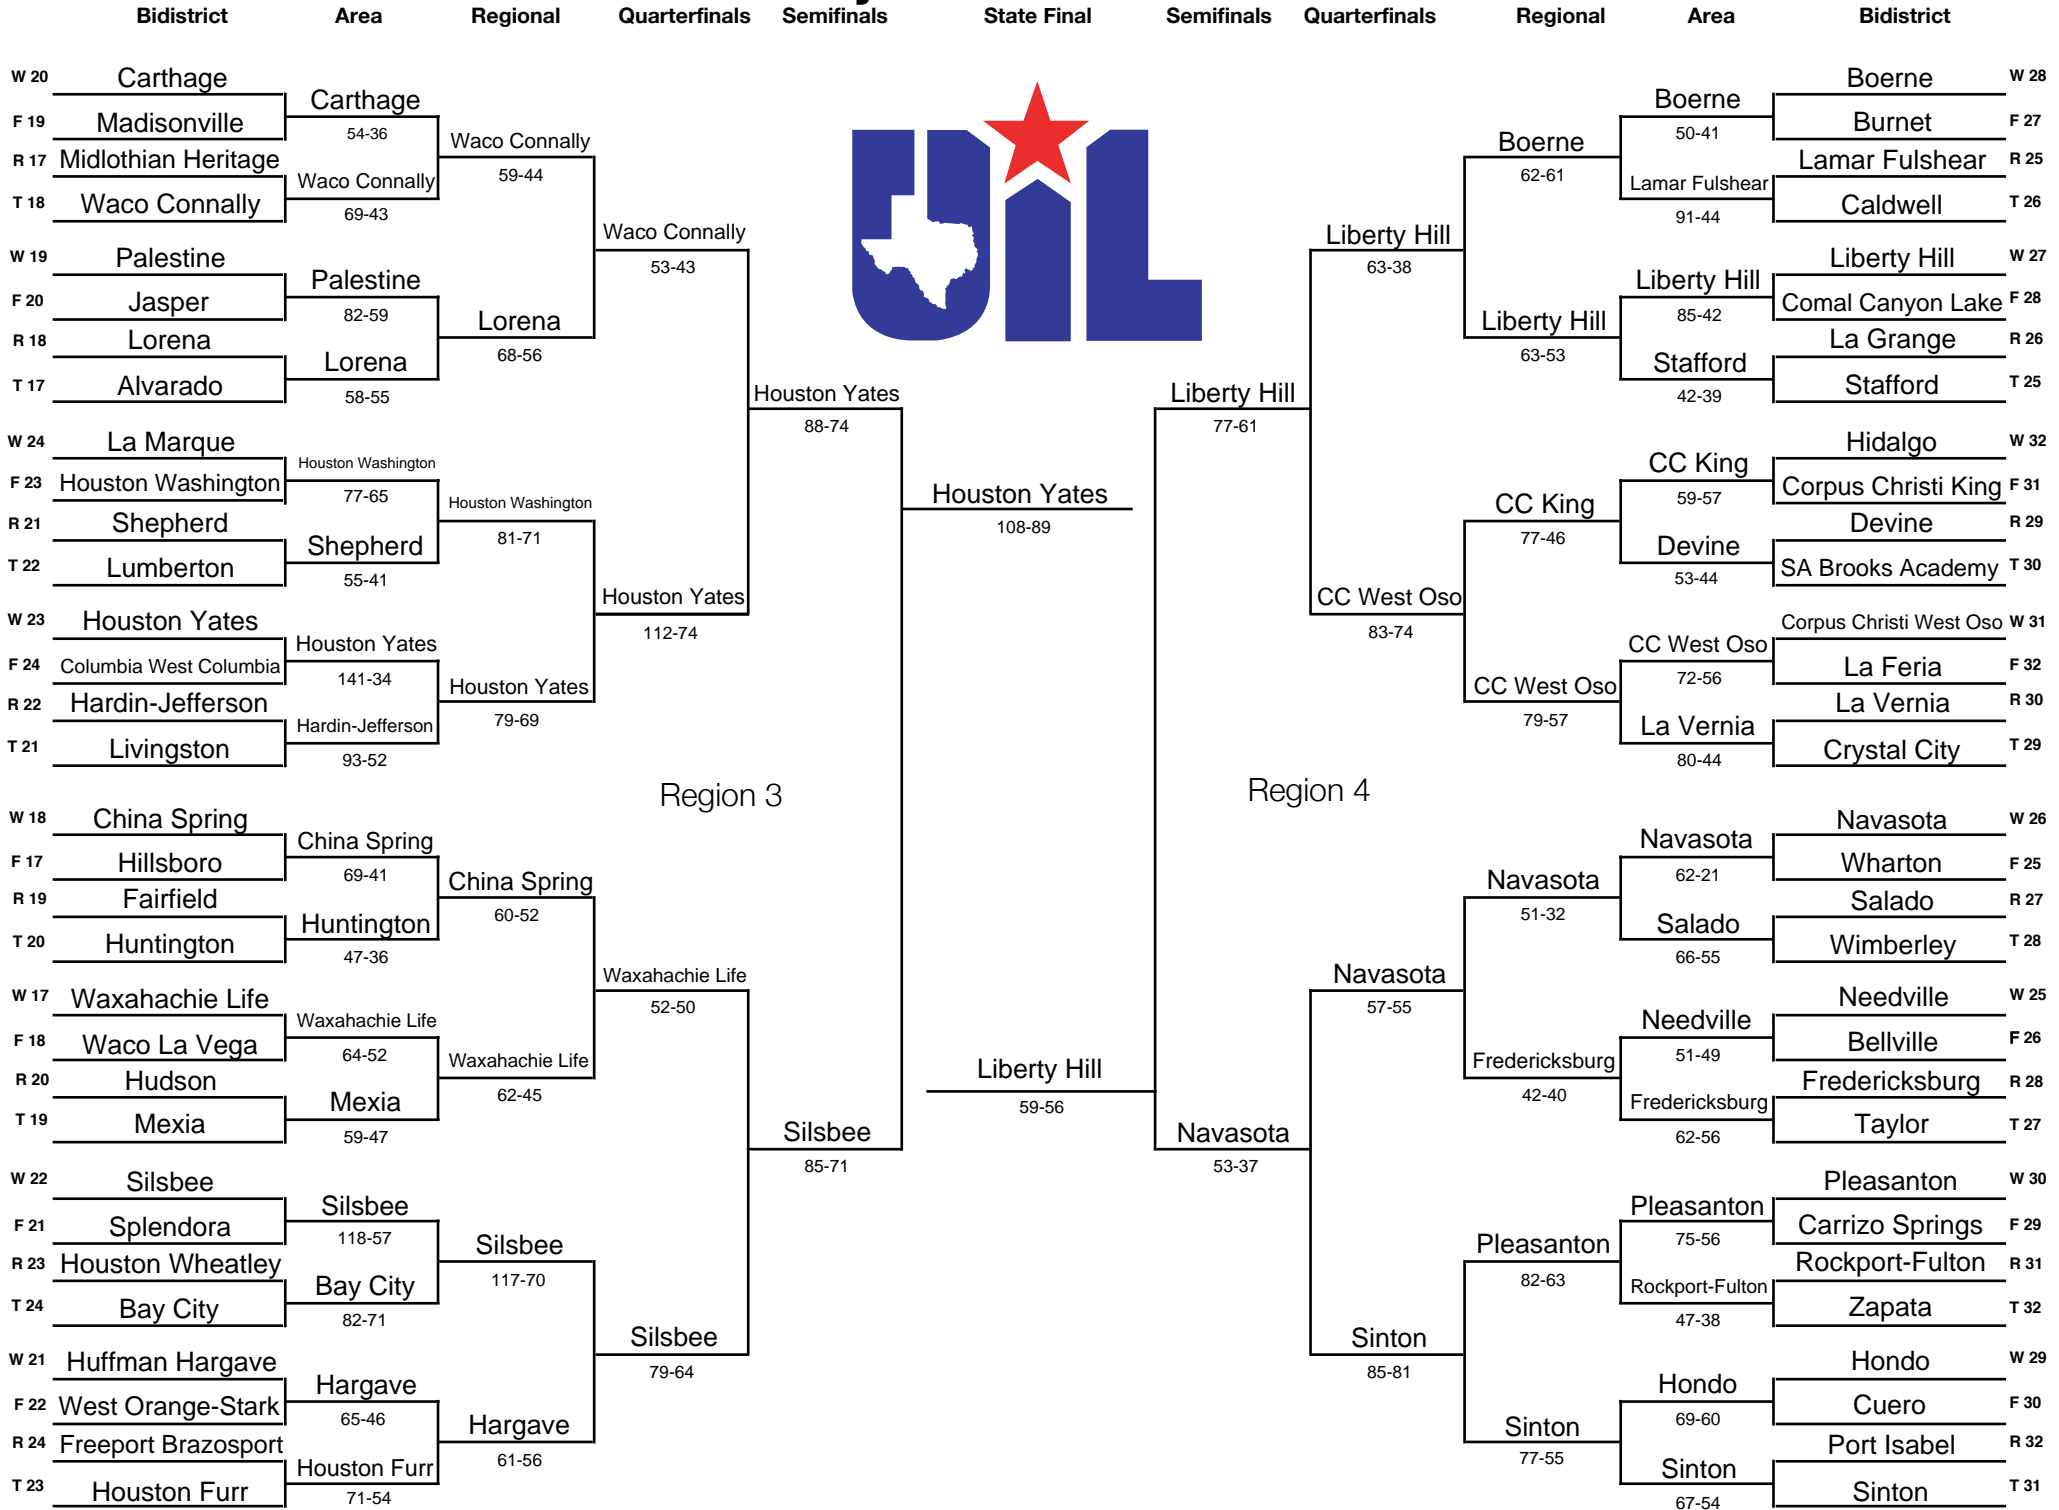 Bidistrict Area Regional Quarterfinals Semifinals State Final Semifinals Quarterfinals Regional Area Bidistrict
W 20 Carthage
F 19 Madisonville
R 17 Midlothian Heritage
T 18 Waco Connally
W 19 Palestine
F 20 Jasper
R 18 Lorena
T 17 Alvarado
W 24 La Marque
F 23 Houston Washington
R 21 Shepherd
T 22 Lumberton
W 23 Houston Yates
F 24 Columbia West Columbia
R 22 Hardin-Jefferson
T 21 Livingston
W 18 China Spring
F 17 Hillsboro
R 19 Fairfield
T 20 Huntington
W 17 Waxahachie Life
F 18 Waco La Vega
R 20 Hudson
T 19 Mexia
W 22 Silsbee
F 21 Splendora
R 23 Houston Wheatley
T 24 Bay City
W 21 Huffman Hargave
F 22 West Orange-Stark
R 24 Freeport Brazosport
T 23 Houston Furr
Carthage
54-36
Waco Connally
69-43
Palestine
82-59
Lorena
58-55
Houston Washington
77-65
Shepherd
55-41
Houston Yates
141-34
Hardin-Jefferson
93-52
China Spring
69-41
Huntington
47-36
Waxahachie Life
64-52
Mexia
59-47
Silsbee
118-57
Bay City
82-71
Hargave
65-46
Houston Furr
71-54
Waco Connally
59-44
Lorena
68-56
Houston Washington
81-71
Houston Yates
79-69
China Spring
60-52
Waxahachie Life
62-45
Silsbee
117-70
Hargave
61-56
Waco Connally
53-43
Houston Yates
112-74
Region 3
Waxahachie Life
52-50
Silsbee
79-64
Houston Yates
88-74
Silsbee
85-71
UIL
Houston Yates
108-89
Liberty Hill
59-56
Liberty Hill
77-61
Navasota
53-37
Liberty Hill
63-38
CC West Oso
83-74
Region 4
Navasota
57-55
Sinton
85-81
Boerne
62-61
Liberty Hill
63-53
CC King
77-46
CC West Oso
79-57
Navasota
51-32
Fredericksburg
42-40
Pleasanton
82-63
Sinton
77-55
Boerne
50-41
Lamar Fulshear
91-44
Liberty Hill
85-42
Stafford
42-39
CC King
59-57
Devine
53-44
CC West Oso
72-56
La Vernia
80-44
Navasota
62-21
Salado
66-55
Needville
51-49
Fredericksburg
62-56
Pleasanton
75-56
Rockport-Fulton
47-38
Hondo
69-60
Sinton
67-54
Boerne W 28
Burnet F 27
Lamar Fulshear R 25
Caldwell T 26
Liberty Hill W 27
Comal Canyon Lake F 28
La Grange R 26
Stafford T 25
Hidalgo W 32
Corpus Christi King F 31
Devine R 29
SA Brooks Academy T 30
Corpus Christi West Oso W 31
La Feria F 32
La Vernia R 30
Crystal City T 29
Navasota W 26
Wharton F 25
Salado R 27
Wimberley T 28
Needville W 25
Bellville F 26
Fredericksburg R 28
Taylor T 27
Pleasanton W 30
Carrizo Springs F 29
Rockport-Fulton R 31
Zapata T 32
Hondo W 29
Cuero F 30
Port Isabel R 32
Sinton T 31